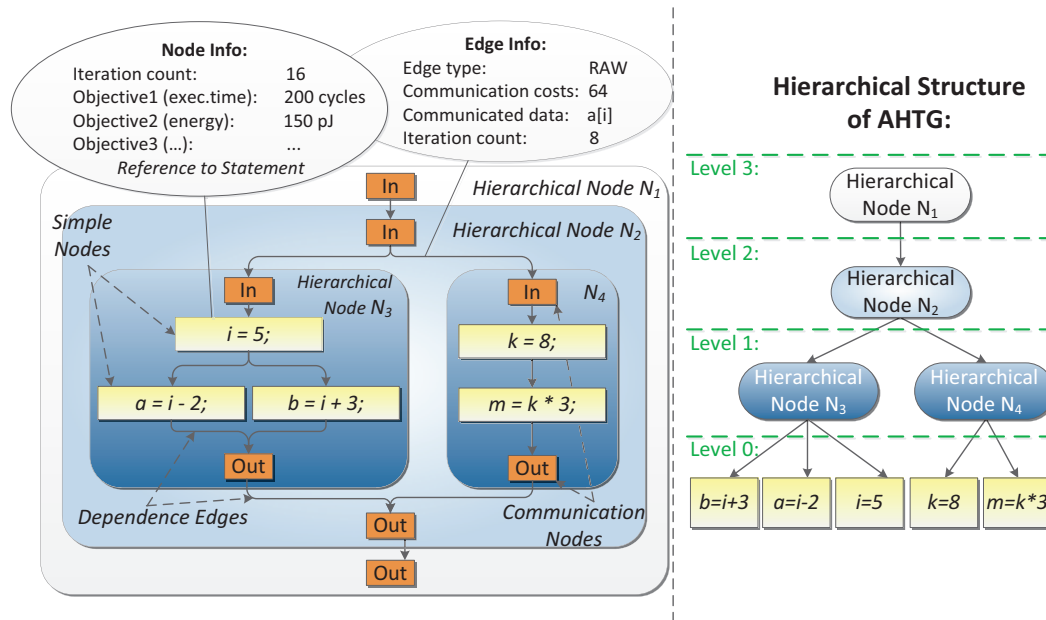 Node Info:
Iteration count: 16
Objective1 (exec.time): 200 cycles
Objective2 (energy): 150 pJ
Objective3 (...): ...
Reference to Statement
Edge Info:
Edge type: RAW
Communication costs: 64
Communicated data: a[i]
Iteration count: 8
Hierarchical Node N1
In
Hierarchical Node N2
In
Simple
Nodes
Hierarchical
Node N3
In
i = 5;
a = i - 2;
b = i + 3;
Out
N4
In
k = 8;
m = k * 3;
Out
Dependence Edges
Communication
Nodes
Out
Out
Hierarchical Structure
of AHTG:
Level 3:
Hierarchical
Node N1
Level 2:
Hierarchical
Node N2
Level 1:
Hierarchical
Node N3
Hierarchical
Node N4
Level 0:
b=i+3
a=i-2
i=5
k=8
m=k*3